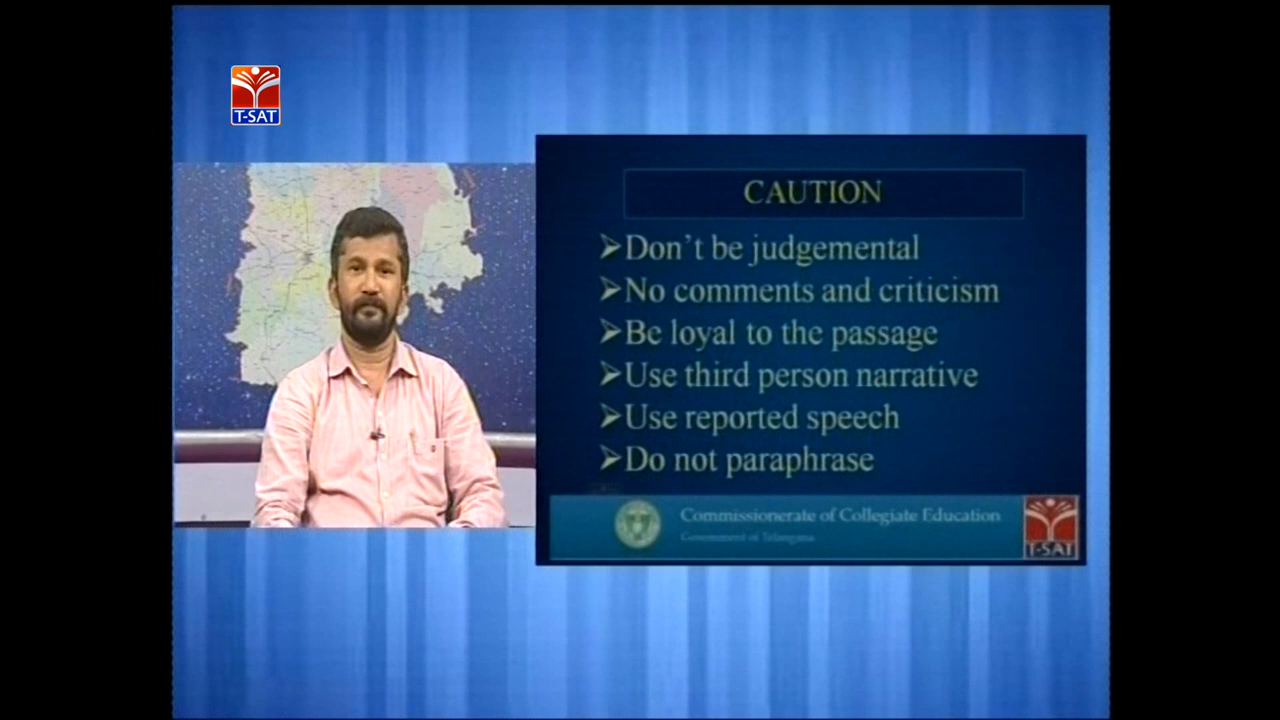 T-SAT
CAUTION
➢Don't be judgemental
➢No comments and criticism
➢Be loyal to the passage
➢Use third person narrative
➢Use reported speech
➢Do not paraphrase
Commissionerate of Collegiate Education
Government of Telangana
T-SAT